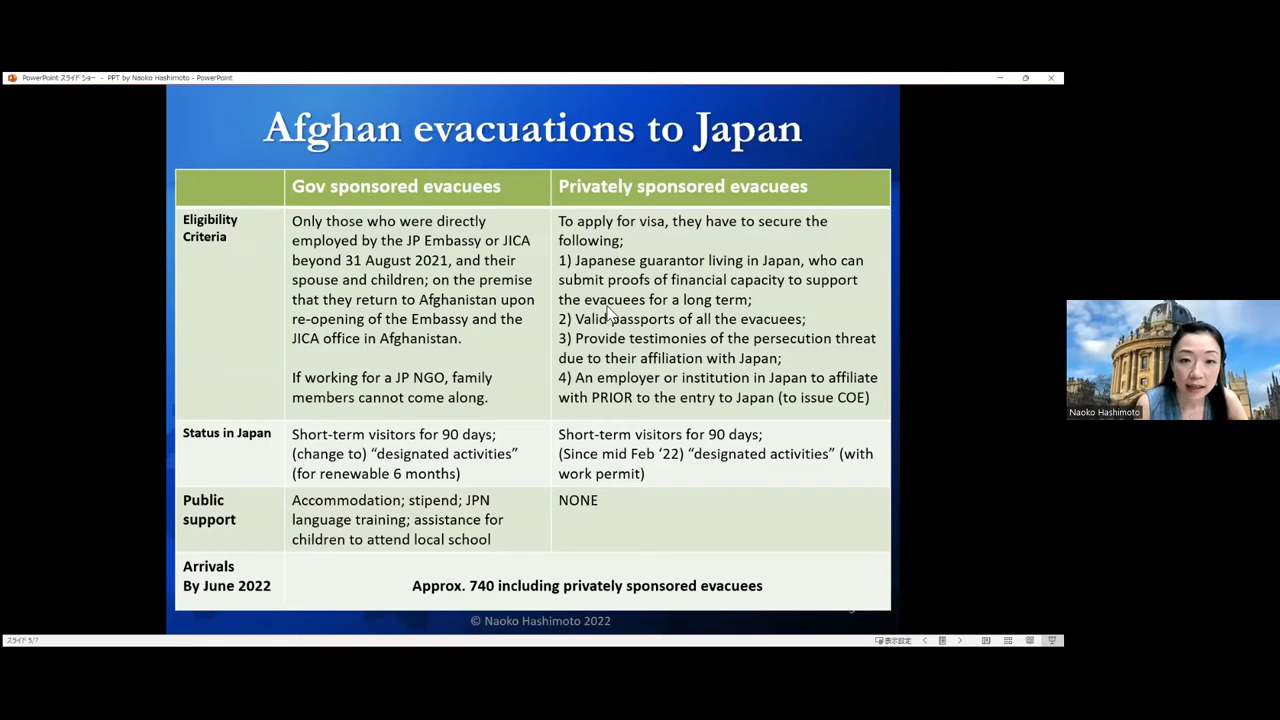 PowerPoint スライド ショー - PPT by Naoko Hashimoto - PowerPoint
Afghan evacuations to Japan
Gov sponsored evacuees
Privately sponsored evacuees
Eligibility
Criteria
Only those who were directly
employed by the JP Embassy or JICA
beyond 31 August 2021, and their
spouse and children; on the premise
that they return to Afghanistan upon
re-opening of the Embassy and the
JICA office in Afghanistan.
If working for a JP NGO, family
members cannot come along.
To apply for visa, they have to secure the
following;
1) Japanese guarantor living in Japan, who can
submit proofs of financial capacity to support
the evacuees for a long term;
2) Valid passports of all the evacuees;
3) Provide testimonies of the persecution threat
due to their affiliation with Japan;
4) An employer or institution in Japan to affiliate
with PRIOR to the entry to Japan (to issue COE)
Status in Japan
Short-term visitors for 90 days;
(change to) “designated activities”
(for renewable 6 months)
Short-term visitors for 90 days;
(Since mid Feb ‘22) “designated activities” (with
work permit)
Public
support
Accommodation; stipend; JPN
language training; assistance for
children to attend local school
NONE
Arrivals
By June 2022
Approx. 740 including privately sponsored evacuees
© Naoko Hashimoto 2022
スライド 5/7
表示設定
Naoko Hashimoto